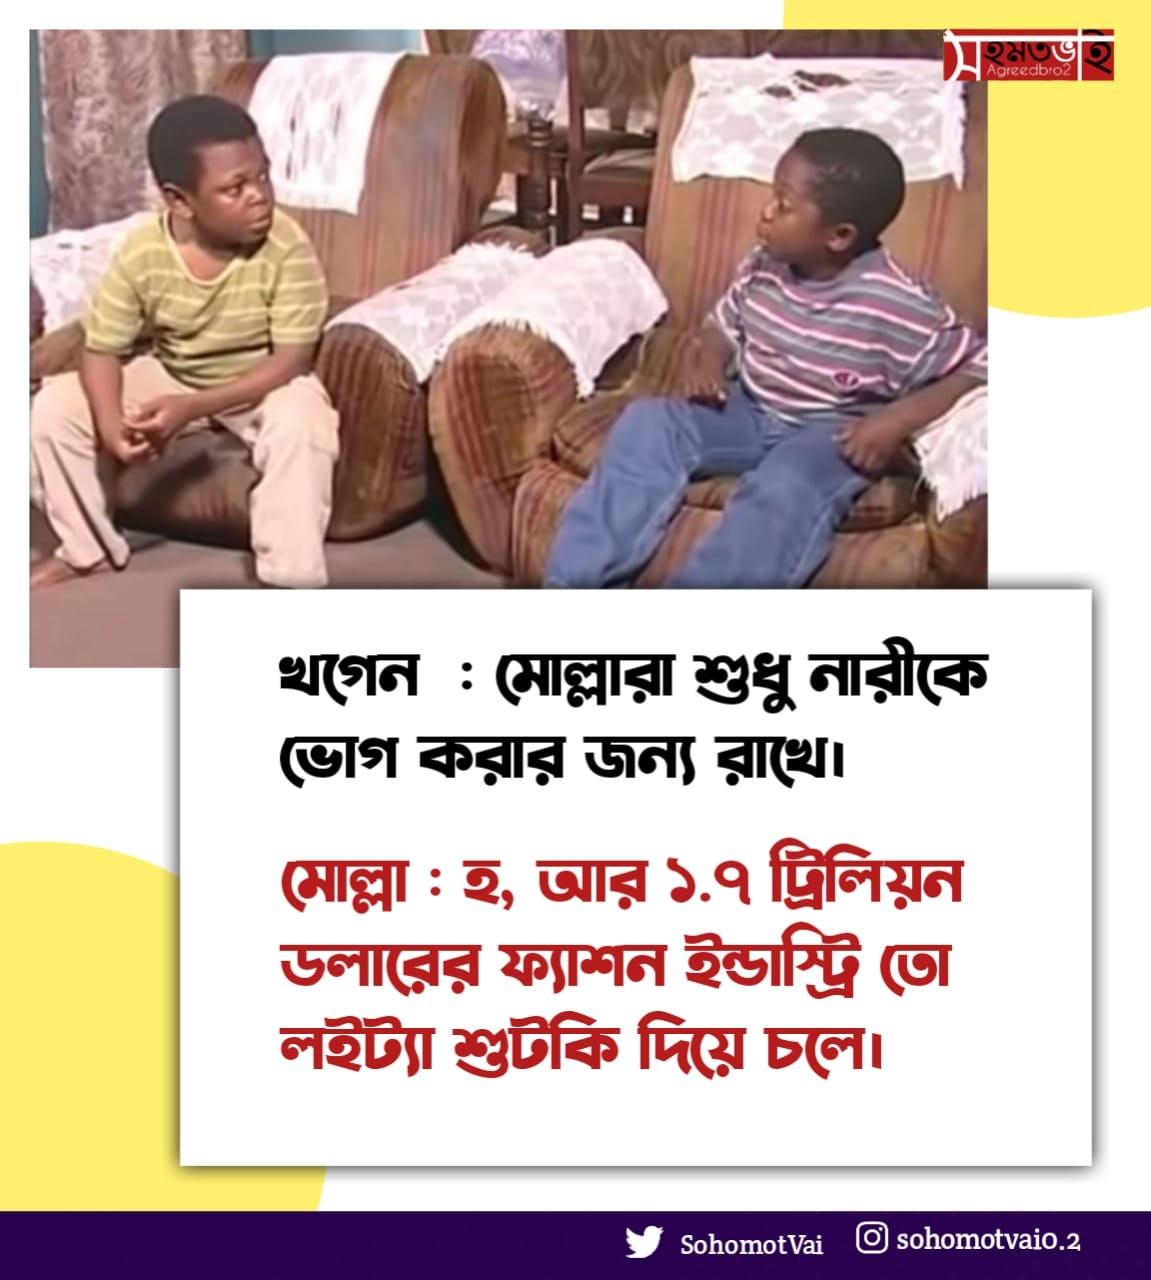 সহমতভাই
Agreedbro2
খগেন : মোল্লারা শুধু নারীকে
ভোগ করার জন্য রাখে।
মোল্লা : হ, আর ১.৭ ট্রিলিয়ন
ডলারের ফ্যাশন ইন্ডাস্ট্রি তো
লইট্যা শুটকি দিয়ে চলে।
SohomotVai
sohomotvaio.2